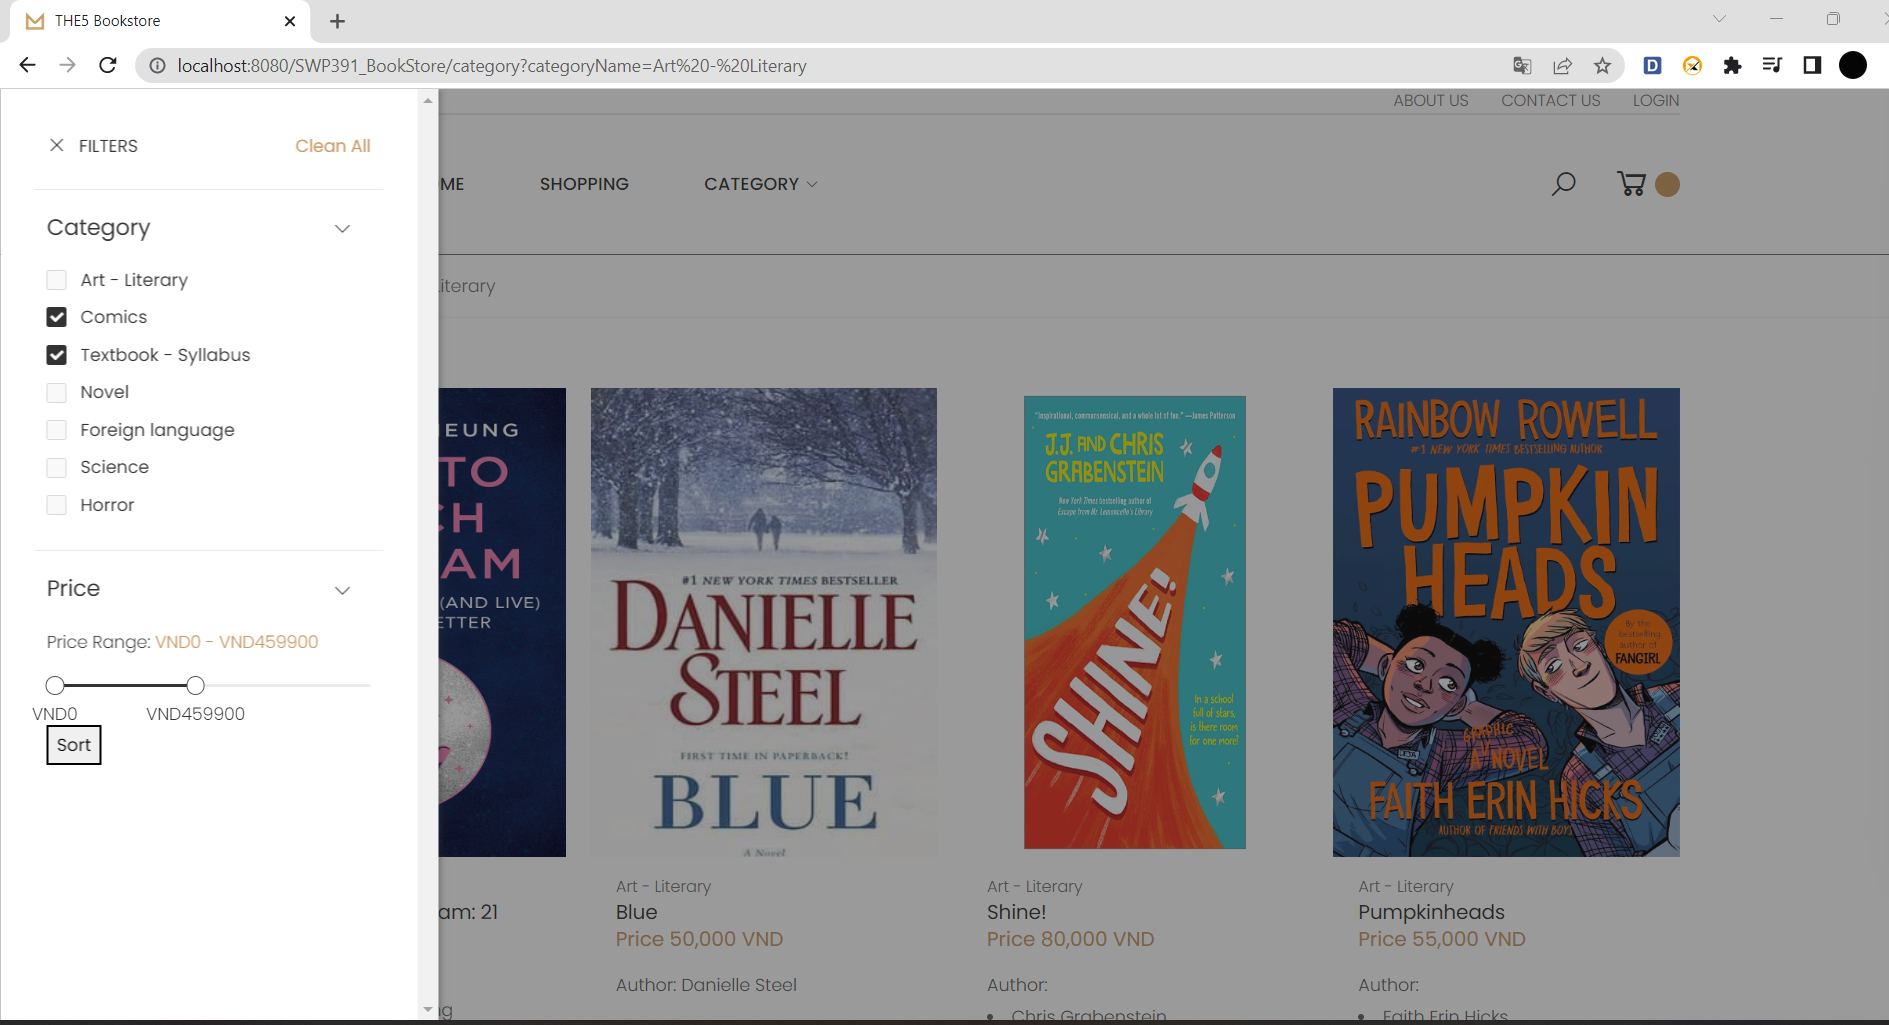 THE5 Bookstore
localhost:8080/SWP391_BookStore/category?categoryName=Art%20-%20Literary
ABOUT US CONTACT US LOGIN
FILTERS Clean All
ME SHOPPING CATEGORY
Category
Art - Literary
iterary
Comics
Textbook - Syllabus
Novel
Foreign language
Science
Horror
Price
Price Range: VND0 - VND459900
VND0 VND459900
Sort
EUNG
TO
CH
AM
(AND LIVE)
ETTER
#1 NEW YORK TIMES BESTSELLER
DANIELLE
STEEL
FIRST TIME IN PAPERBACK!
BLUE
A Novel
"Inspirational, commonsensical, and a whole lot of fun." —James Patterson
J.J. AND CHRIS
GRABENSTEIN
New York Times bestselling author of
Escape from Mr. Lemoncello's Library
SHINE!
In a school
full of stars,
is there room
for one more?
RAINBOW ROWELL
#1 NEW YORK TIMES BESTSELLING AUTHOR
PUMPKIN
HEADS
By the
bestselling
author of
FANGIRL
A GRAPHIC NOVEL
FAITH ERIN HICKS
AUTHOR OF FRIENDS WITH BOYS
am: 21
ng
Art - Literary
Blue
Price 50,000 VND
Author: Danielle Steel
Art - Literary
Shine!
Price 80,000 VND
Author:
• Chris Grabenstein
Art - Literary
Pumpkinheads
Price 55,000 VND
Author:
• Faith Erin Hicks